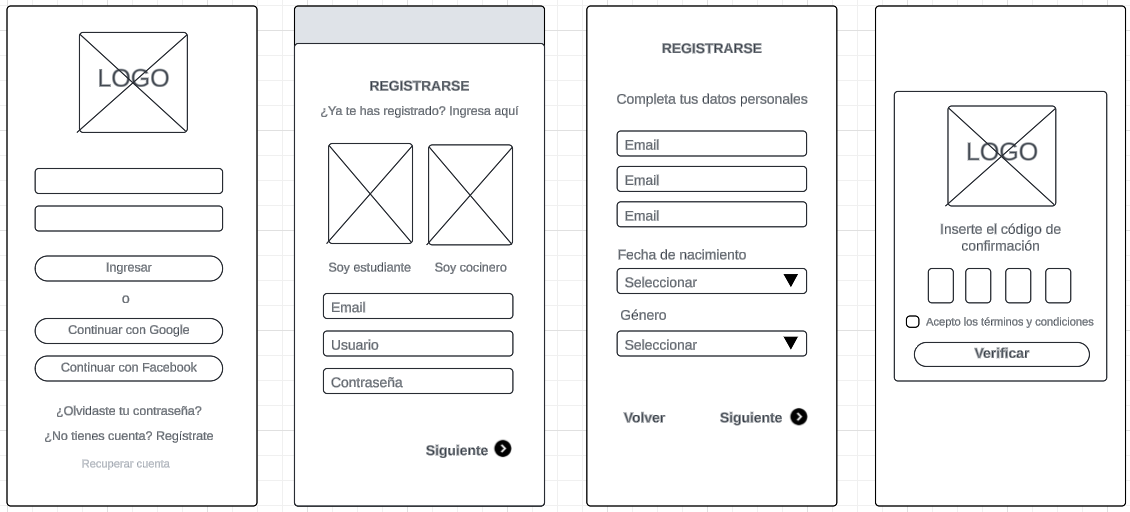 LOGO
Ingresar
o
Continuar con Google
Continuar con Facebook
¿Olvidaste tu contraseña?
¿No tienes cuenta? Regístrate
Recuperar cuenta
REGISTRARSE
¿Ya te has registrado? Ingresa aquí
Soy estudiante
Soy cocinero
Email
Usuario
Contraseña
Siguiente
REGISTRARSE
Completa tus datos personales
Email
Email
Email
Fecha de nacimiento
Seleccionar
Género
Seleccionar
Volver
Siguiente
LOGO
Inserte el código de
confirmación
Acepto los términos y condiciones
Verificar